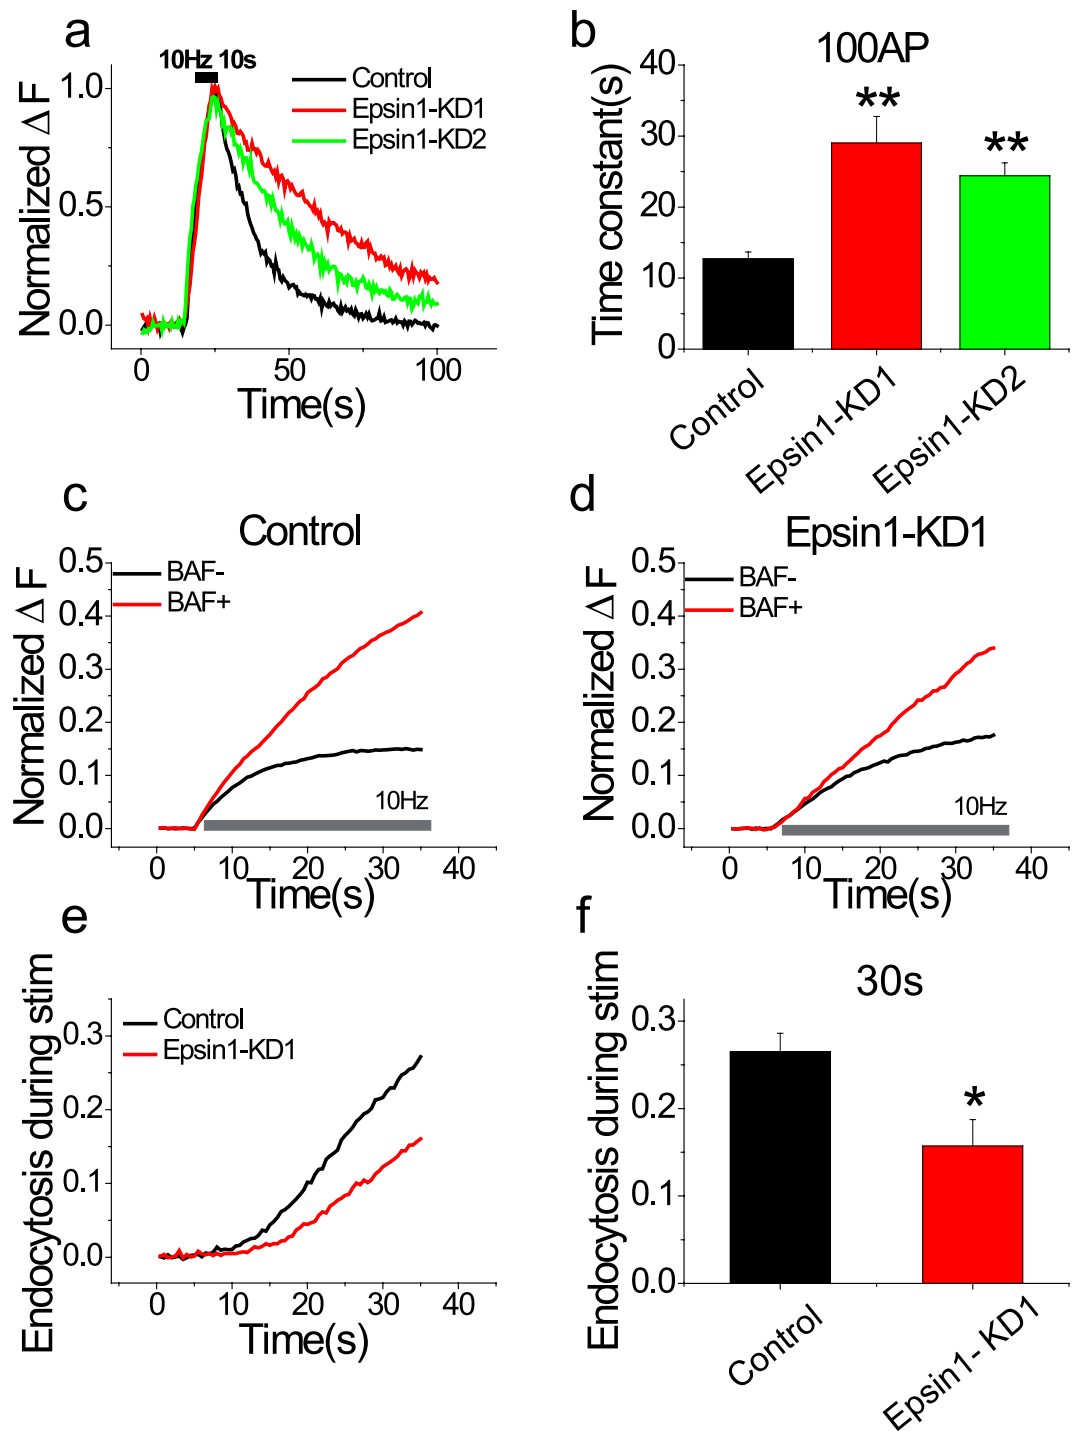 a
10Hz 10s
Control
Epsin1-KD1
Epsin1-KD2
Normalized Δ F
1.0
0.5
0.0
0
50
100
Time(s)
b
100AP
Time constant(s)
40
30
20
10
0
**
**
Control
Epsin1-KD1
Epsin1-KD2
c
Control
BAF-
BAF+
Normalized Δ F
0.5
0.4
0.3
0.2
0.1
0.0
10Hz
0
10
20
30
40
Time(s)
d
Epsin1-KD1
BAF-
BAF+
Normalized Δ F
0.5
0.4
0.3
0.2
0.1
0.0
10Hz
0
10
20
30
40
Time(s)
e
Control
Epsin1-KD1
Endocytosis during stim
0.3
0.2
0.1
0.0
0
10
20
30
40
Time(s)
f
30s
Endocytosis during stim
0.3
0.2
0.1
0.0
*
Control
Epsin1- KD1